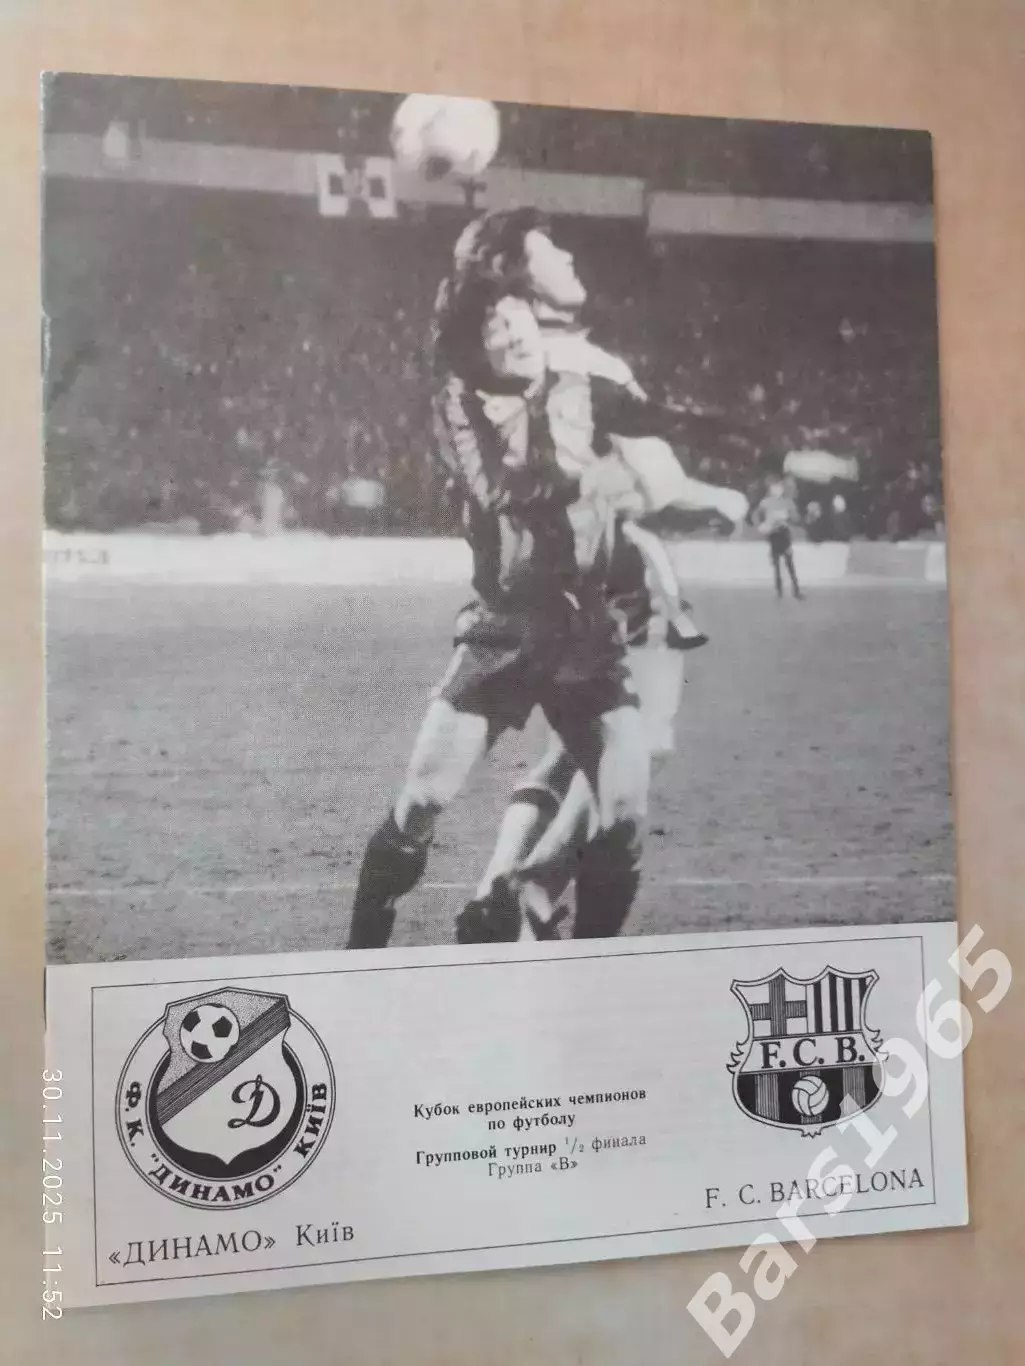 Ф.К. "ДИНАМО" КИЇВ
Д
«ДИНАМО» Київ
Кубок европейских чемпионов
по футболу
Групповой турнир 1/2 финала
Группа «В»
F.C.B.
F. C. BARCELONA
30.11.2025 11:52
Bars1965